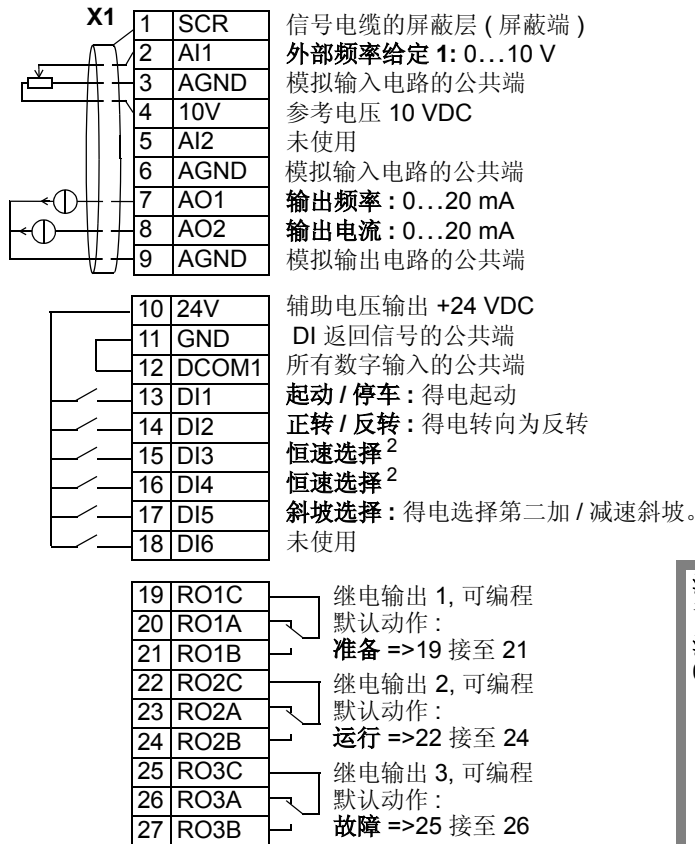 X1
1 SCR 信号电缆的屏蔽层 ( 屏蔽端 )
2 AI1 外部频率给定 1: 0…10 V
3 AGND 模拟输入电路的公共端
4 10V 参考电压 10 VDC
5 AI2 未使用
6 AGND 模拟输入电路的公共端
7 AO1 输出频率 : 0…20 mA
8 AO2 输出电流 : 0…20 mA
9 AGND 模拟输出电路的公共端
10 24V 辅助电压输出 +24 VDC
11 GND DI 返回信号的公共端
12 DCOM1 所有数字输入的公共端
13 DI1 起动 / 停车 : 得电起动
14 DI2 正转 / 反转 : 得电转向为反转
15 DI3 恒速选择 2
16 DI4 恒速选择 2
17 DI5 斜坡选择 : 得电选择第二加 / 减速斜坡。
18 DI6 未使用
19 RO1C 继电输出 1, 可编程
20 RO1A 默认动作 :
21 RO1B 准备 =>19 接至 21
22 RO2C 继电输出 2, 可编程
23 RO2A 默认动作 :
24 RO2B 运行 =>22 接至 24
25 RO3C 继电输出 3, 可编程
26 RO3A 默认动作 :
27 RO3B 故障 =>25 接至 26